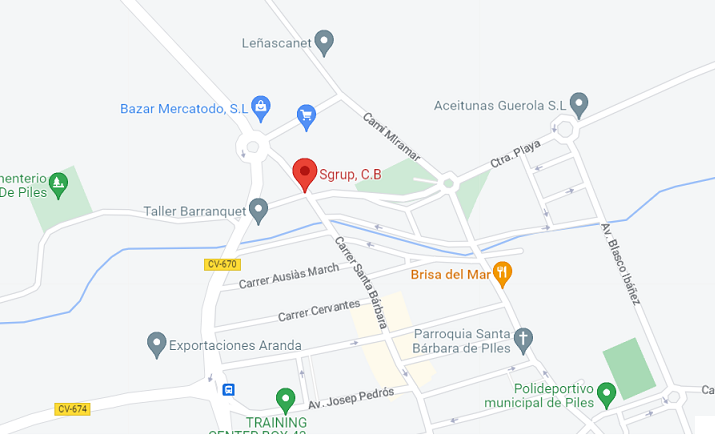 Leñascanet
Bazar Mercatodo, S.L
Aceitunas Guerola S.L
Camí Miramar
Ctra. Playa
Sgrup, C.B
menterio
De Piles
Taller Barranquet
Av. Blasco Ibáñez
CV-670
Carrer Ausiàs March
Carrer Santa Bárbara
Brisa del Mar
Carrer Cervantes
Exportaciones Aranda
Parroquia Santa
Bárbara de PIles
Polideportivo
municipal de Piles
Ca
Av. Josep Pedrós
CV-674
TRAINING
CENTER BOX 43